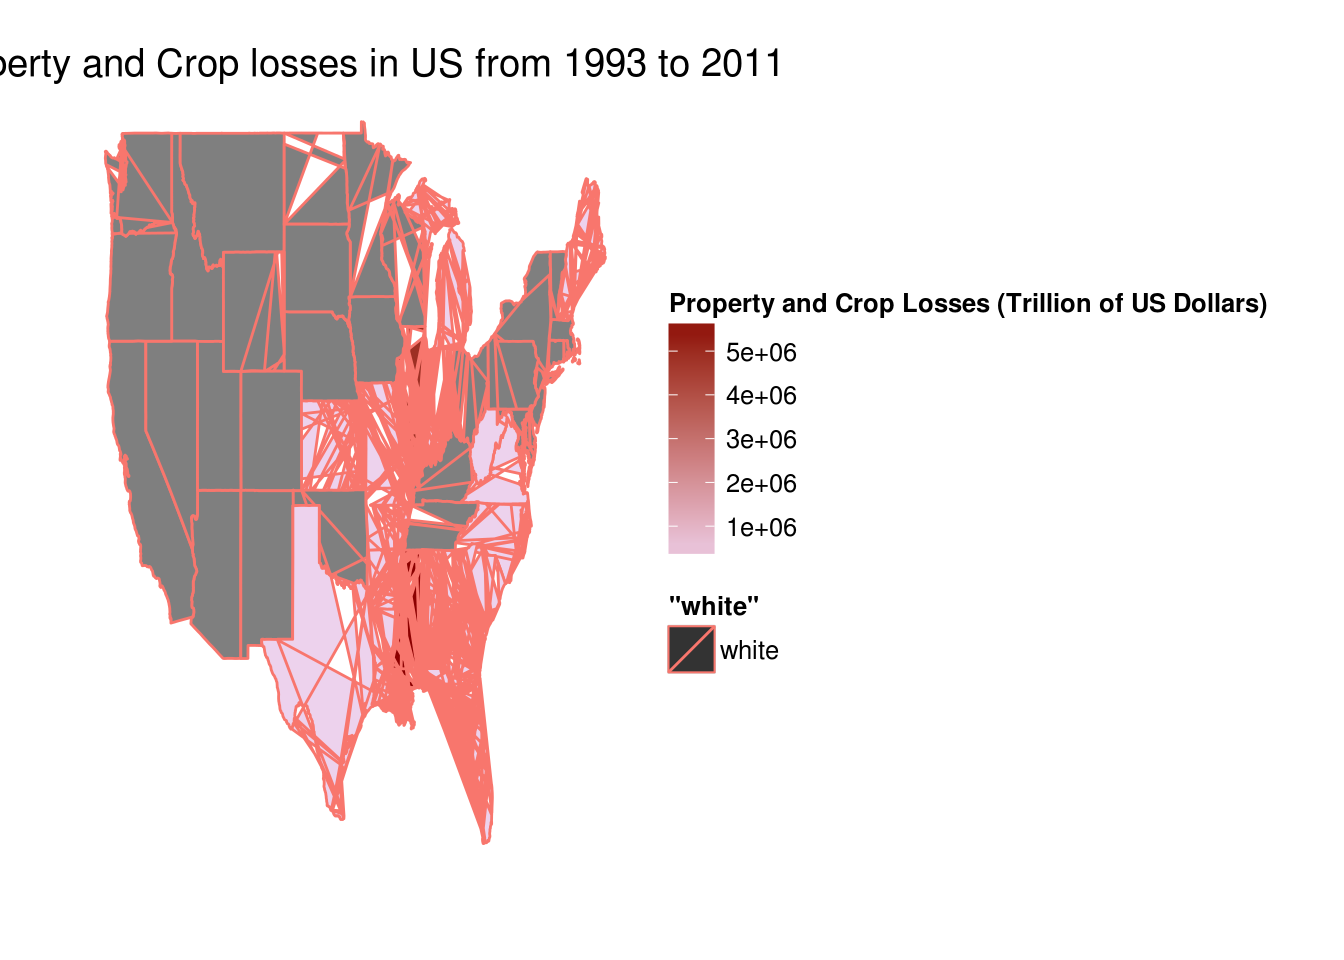 perty and Crop losses in US from 1993 to 2011
Property and Crop Losses (Trillion of US Dollars)
5e+06
4e+06
3e+06
2e+06
1e+06
"white"
white